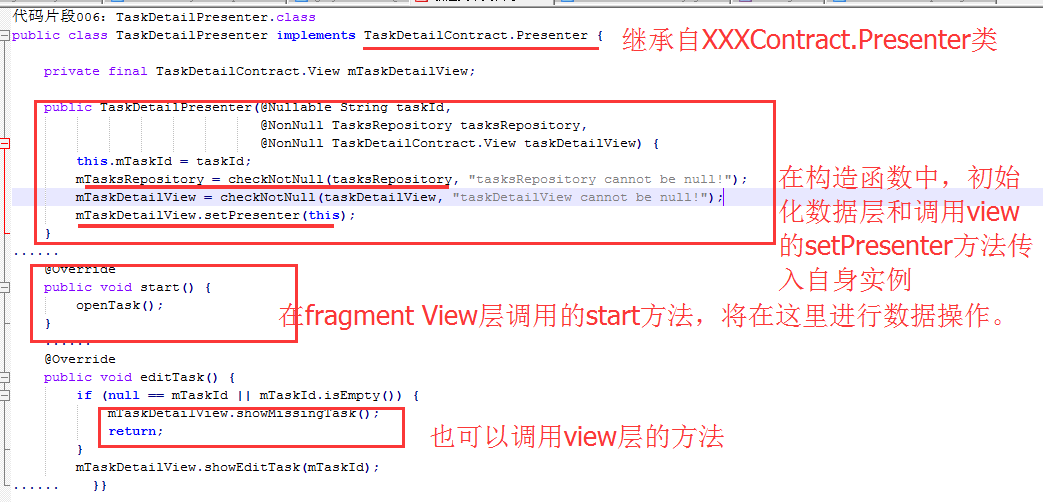 代码片段006: TaskDetailPresenter.class
public class TaskDetailPresenter implements TaskDetailContract.Presenter {
继承自XXXContract.Presenter类
private final TaskDetailContract.View mTaskDetailView;
public TaskDetailPresenter(@Nullable String taskId,
@NonNull TasksRepository tasksRepository,
@NonNull TaskDetailContract.View taskDetailView) {
this.mTaskId = taskId;
mTasksRepository = checkNotNull(tasksRepository, "tasksRepository cannot be null!");
mTaskDetailView = checkNotNull(taskDetailView, "taskDetailView cannot be null!");
mTaskDetailView.setPresenter(this);
}
在构造函数中，初始
化数据层和调用view
的setPresenter方法传
入自身实例
......
@Override
public void start() {
openTask();
}
在fragment View层调用的start方法，将在这里进行数据操作。
......
@Override
public void editTask() {
if (null == mTaskId || mTaskId.isEmpty()) {
mTaskDetailView.showMissingTask();
return;
也可以调用view层的方法
}
mTaskDetailView.showEditTask(mTaskId);
...... }}